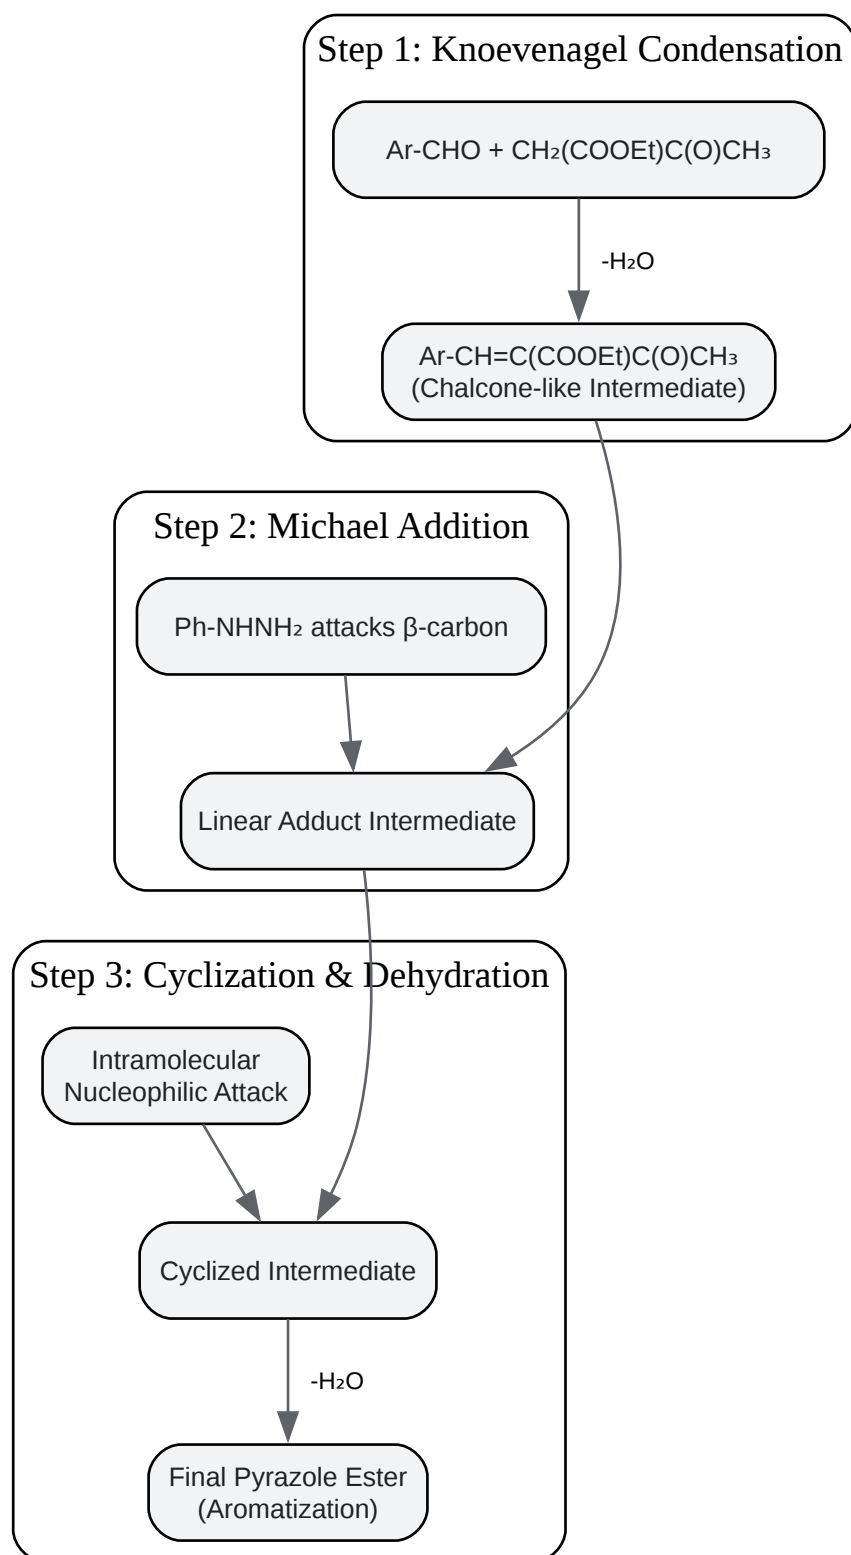 Step 1: Knoevenagel Condensation
Ar-CHO + CH₂(COOEt)C(O)CH₃
-H₂O
Ar-CH=C(COOEt)C(O)CH₃
(Chalcone-like Intermediate)
Step 2: Michael Addition
Ph-NHNH₂ attacks β-carbon
Linear Adduct Intermediate
Step 3: Cyclization & Dehydration
Intramolecular
Nucleophilic Attack
Cyclized Intermediate
-H₂O
Final Pyrazole Ester
(Aromatization)